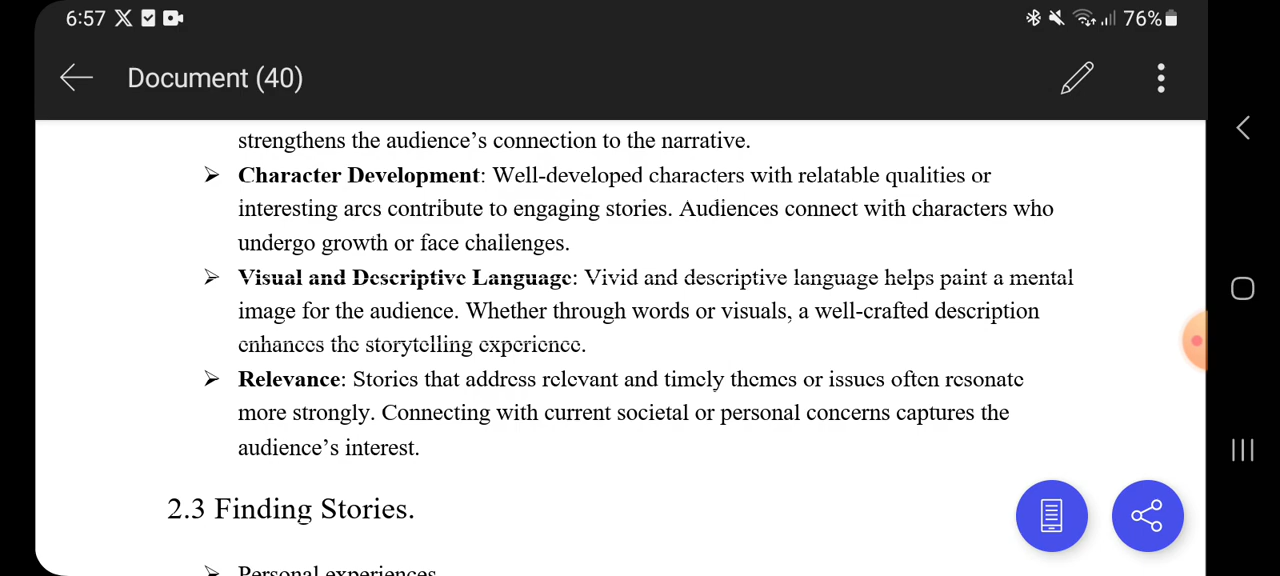 6:57 76%
Document (40)
strengthens the audience’s connection to the narrative.
➢ Character Development: Well-developed characters with relatable qualities or
interesting arcs contribute to engaging stories. Audiences connect with characters who
undergo growth or face challenges.
➢ Visual and Descriptive Language: Vivid and descriptive language helps paint a mental
image for the audience. Whether through words or visuals, a well-crafted description
enhances the storytelling experience.
➢ Relevance: Stories that address relevant and timely themes or issues often resonate
more strongly. Connecting with current societal or personal concerns captures the
audience’s interest.
2.3 Finding Stories.
➢ Personal experiences